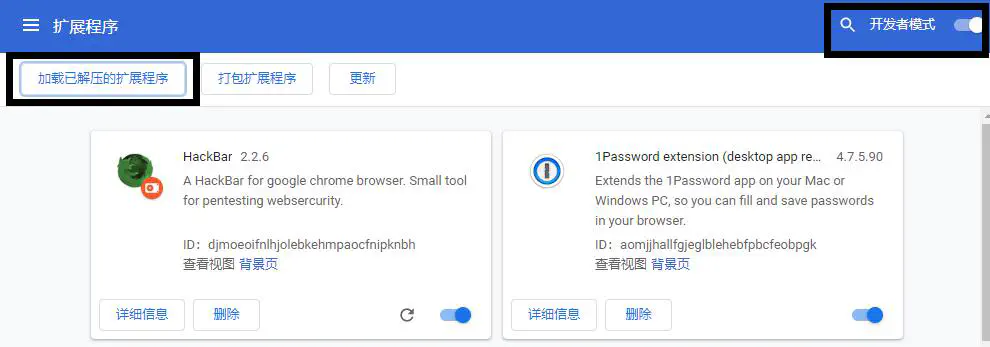 扩展程序
开发者模式
加载已解压的扩展程序
打包扩展程序
更新
HackBar 2.2.6
A HackBar for google chrome browser. Small tool
for pentesting websercurity.
ID：djmoeoifnlhjolebkehmpaocfnipknbh
查看视图 背景页
详细信息
删除
1Password extension (desktop app re... 4.7.5.90
Extends the 1Password app on your Mac or
Windows PC, so you can fill and save passwords
in your browser.
ID：aomjjhallfgjeglblehebfpbcfeobpgk
查看视图 背景页
详细信息
删除